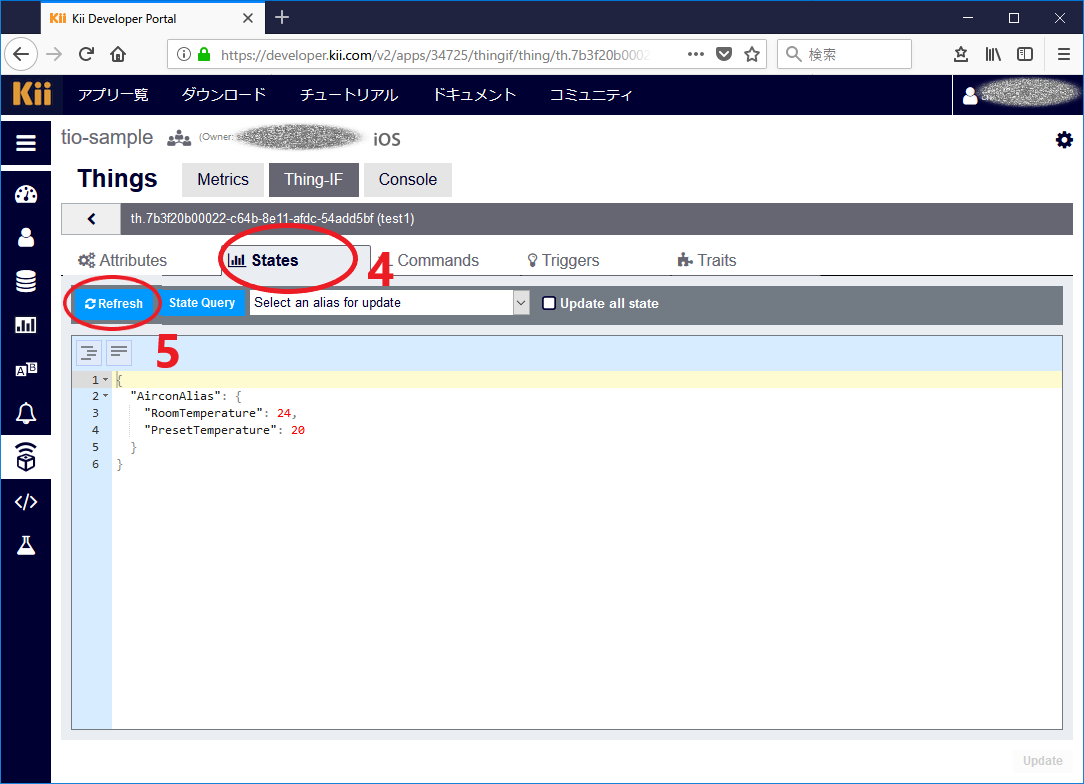 Kii Kii Developer Portal
https://developer.kii.com/v2/apps/34725/thingif/thing/th.7b3f20b0002
検索
Kii アプリ一覧 ダウンロード チュートリアル ドキュメント コミュニティ
tio-sample (Owner: iOS
Things Metrics Thing-IF Console
th.7b3f20b00022-c64b-8e11-afdc-54add5bf (test1)
Attributes States 4 Commands Triggers Traits
Refresh State Query Select an alias for update Update all state
5
1 {
2 "AirconAlias": {
3 "RoomTemperature": 24,
4 "PresetTemperature": 20
5 }
6 }
Update